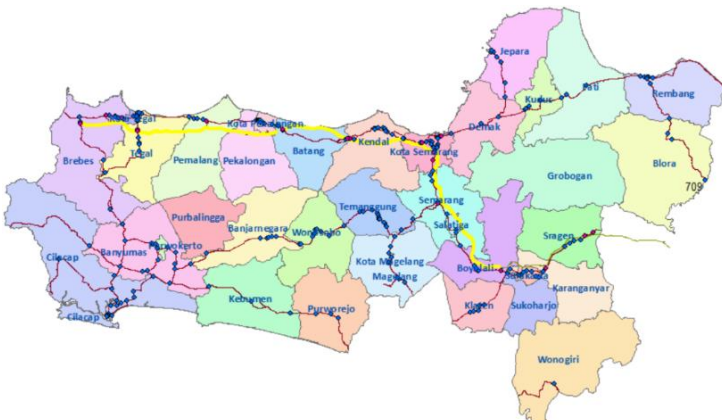 Jepara
Kudus
Pati
Rembang
Demak
Kota Pekalongan
Tegal
Kendal
Kota Semarang
Brebes
Pemalang
Pekalongan
Batang
Blora
709
Grobogan
Purbalingga
Banjarnegara
Temanggung
Semarang
Salatiga
Sragen
Banyumas
Cilacap
Kota Magelang
Magelang
Boyolali
Karanganyar
Kebumen
Purworejo
Klaten
Sukoharjo
Cilacap
Wonogiri